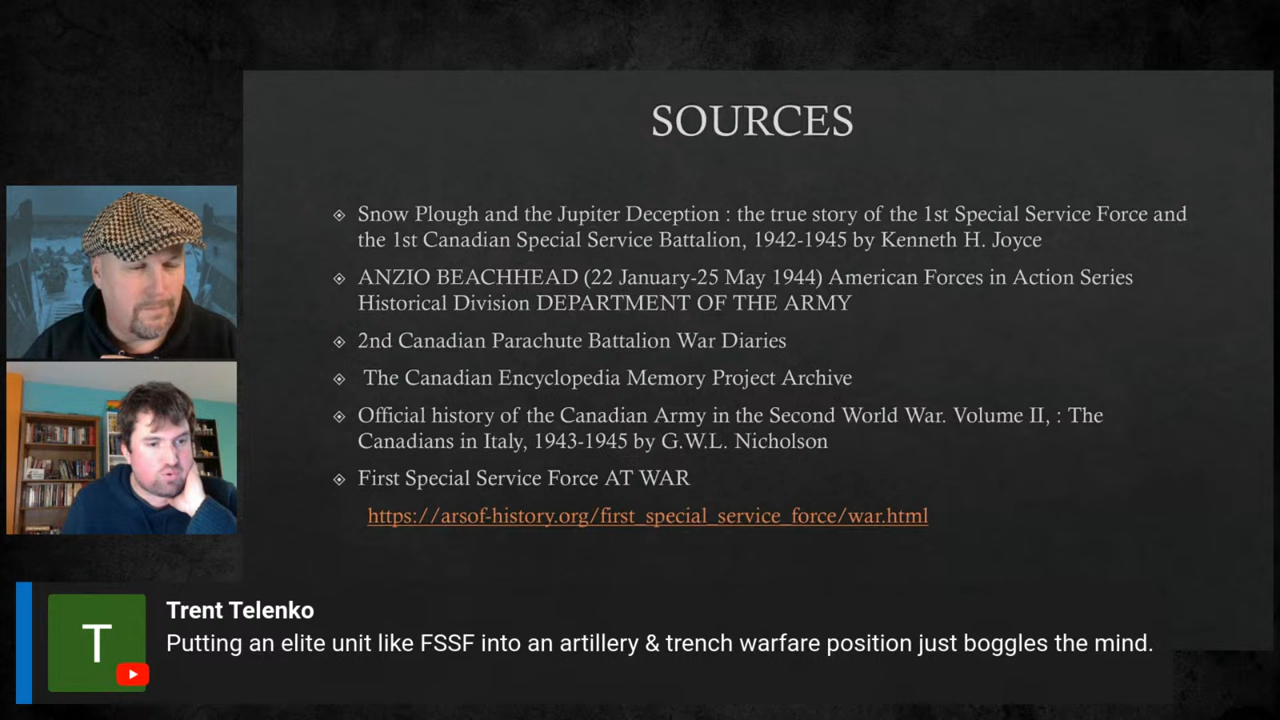 SOURCES
Snow Plough and the Jupiter Deception : the true story of the 1st Special Service Force and
the 1st Canadian Special Service Battalion, 1942-1945 by Kenneth H. Joyce
ANZIO BEACHHEAD (22 January-25 May 1944) American Forces in Action Series
Historical Division DEPARTMENT OF THE ARMY
2nd Canadian Parachute Battalion War Diaries
The Canadian Encyclopedia Memory Project Archive
Official history of the Canadian Army in the Second World War. Volume II, : The
Canadians in Italy, 1943-1945 by G.W.L. Nicholson
First Special Service Force AT WAR
https://arsof-history.org/first_special_service_force/war.html
T
Trent Telenko
Putting an elite unit like FSSF into an artillery & trench warfare position just boggles the mind.